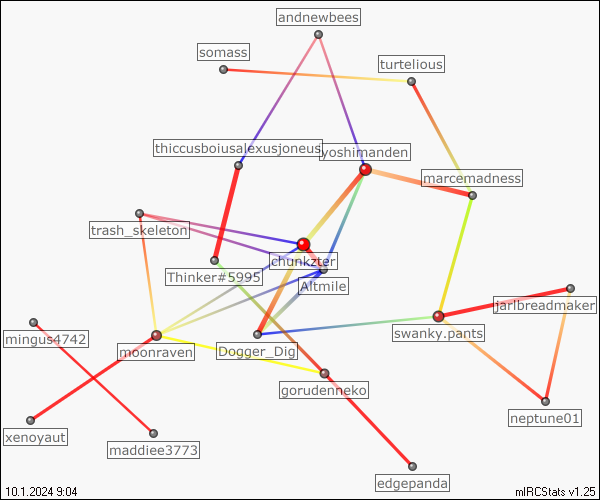 andnewbees
somass
turtelious
thiccusboiusalexusjoneus
yoshimanden
marcemadness
trash_skeleton
chunkzter
Thinker#5995
Altmile
jarlbreadmaker
mingus4742
moonraven
Dogger_Dig
swanky.pants
gorudenneko
neptune01
xenoyaut
maddiee3773
edgepanda
10.1.2024 9:04
mIRCStats v1.25